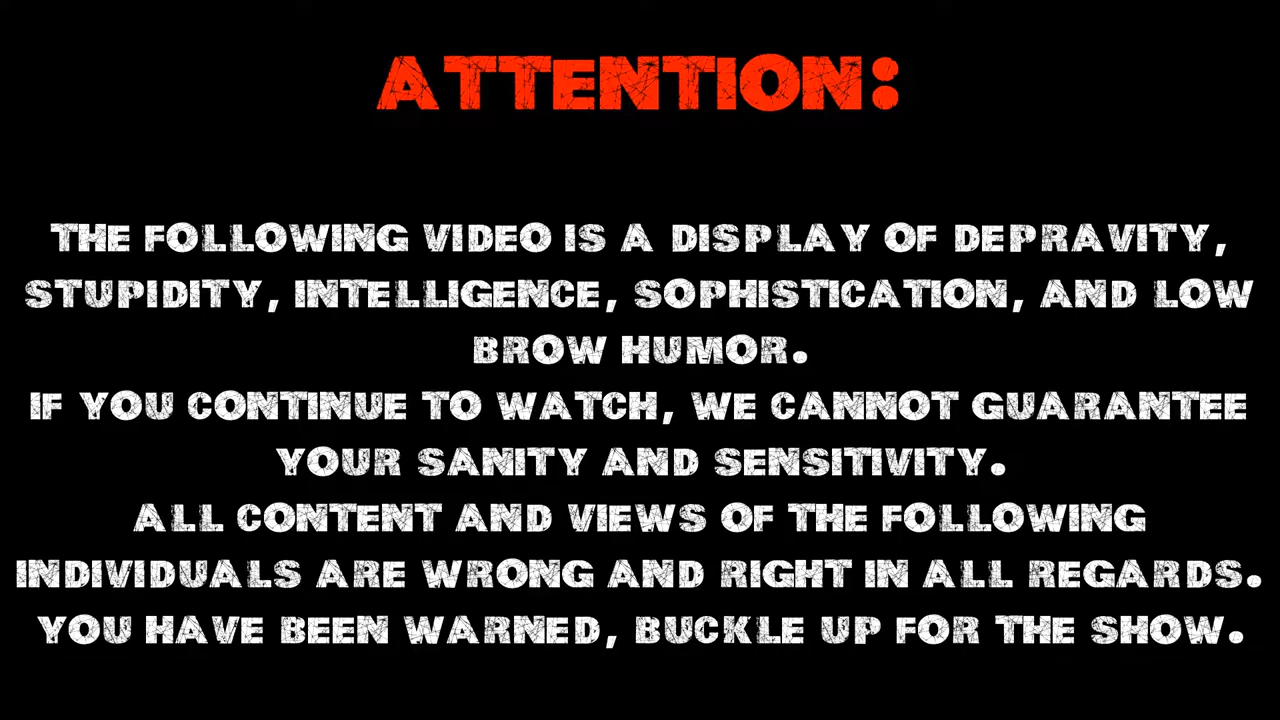 ATTENTION:
THE FOLLOWING VIDEO IS A DISPLAY OF DEPRAVITY,
STUPIDITY, INTELLIGENCE, SOPHISTICATION, AND LOW
BROW HUMOR.
IF YOU CONTINUE TO WATCH, WE CANNOT GUARANTEE
YOUR SANITY AND SENSITIVITY.
ALL CONTENT AND VIEWS OF THE FOLLOWING
INDIVIDUALS ARE WRONG AND RIGHT IN ALL REGARDS.
YOU HAVE BEEN WARNED, BUCKLE UP FOR THE SHOW.